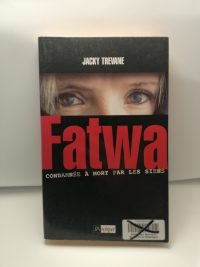 JACKY TREVANE
Fatwa
CONDAMNÉE À MORT PAR LES SIENS